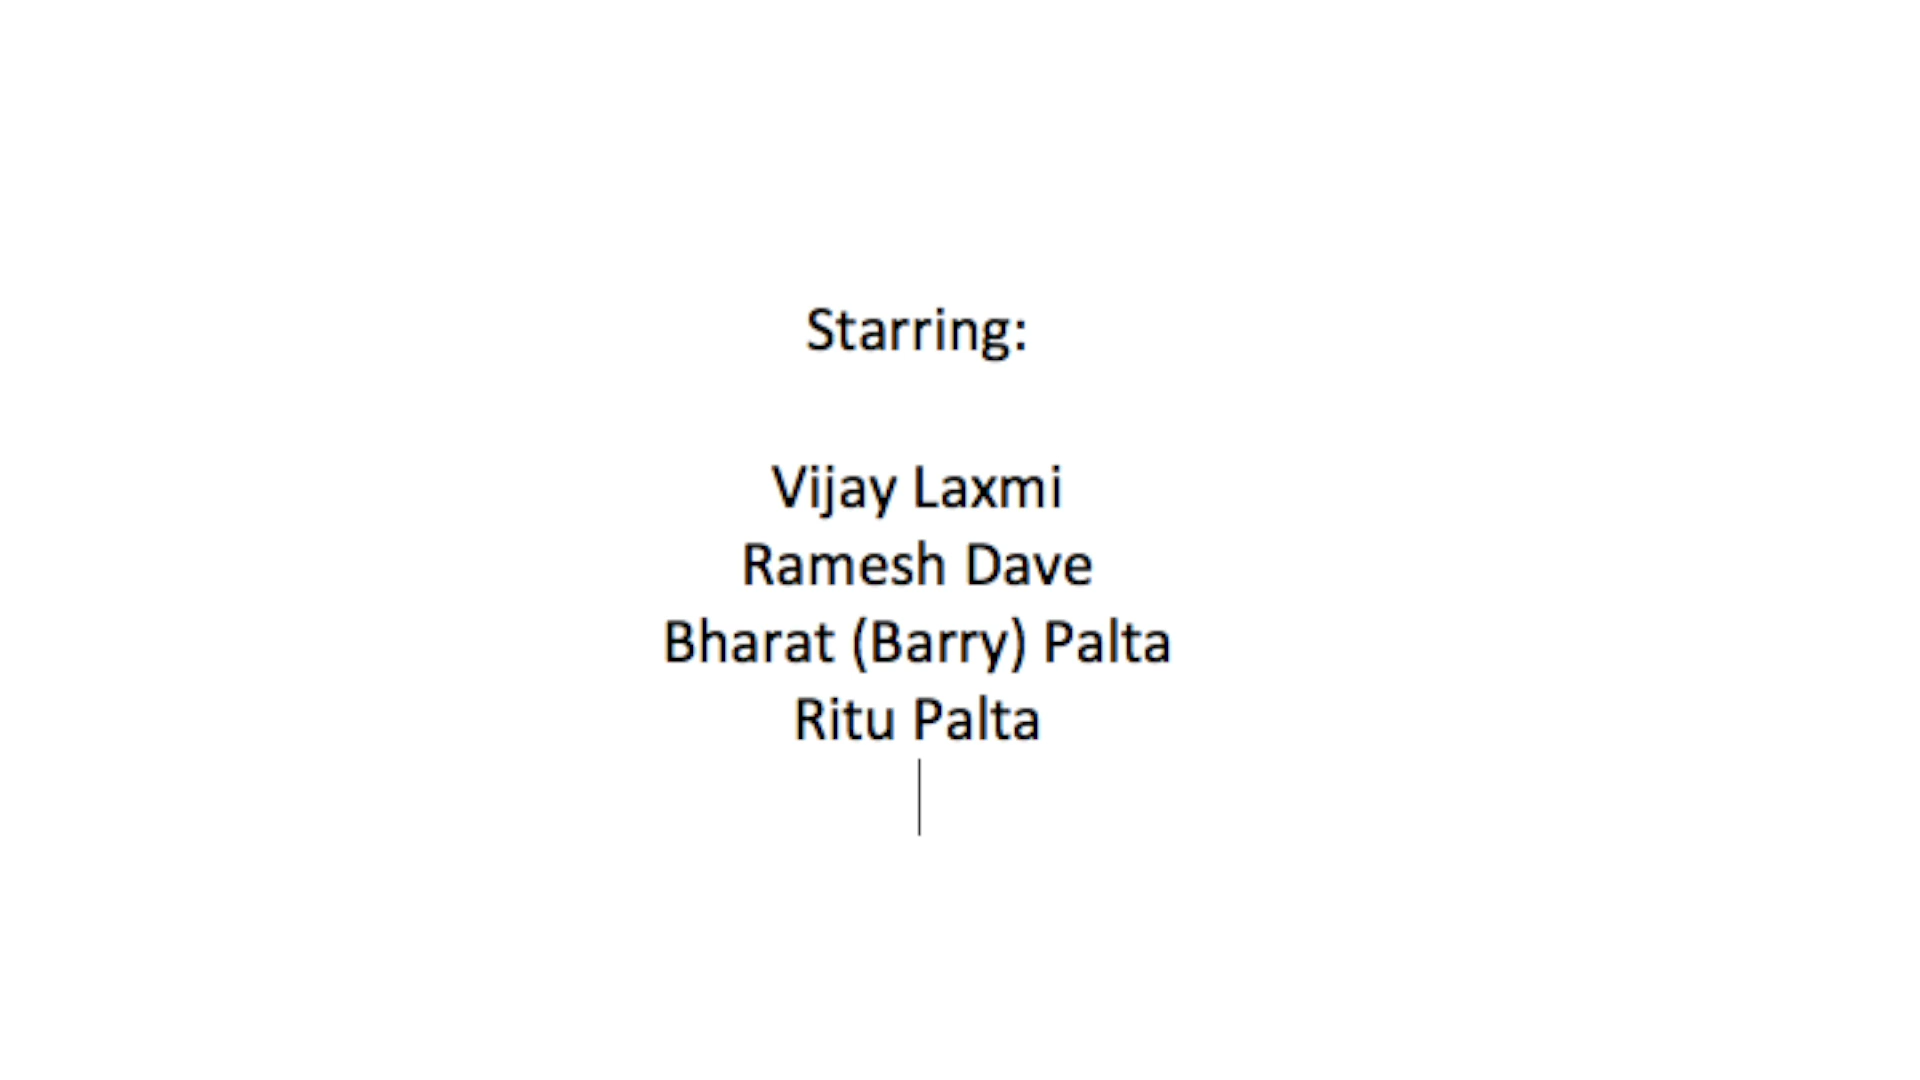 Starring:
Vijay Laxmi
Ramesh Dave
Bharat (Barry) Palta
Ritu Palta